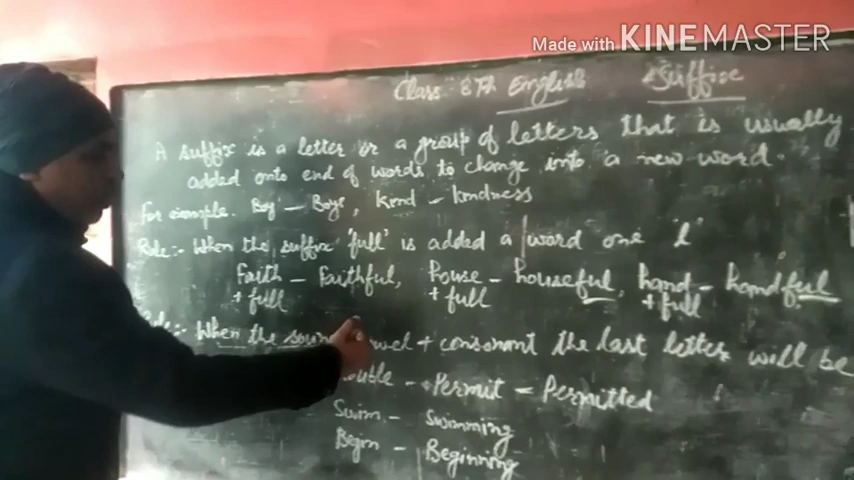 Made with KINEMASTER
Class 8th English Suffix
A suffix is a letter or a group of letters that is usually
added onto end of words to change into a new word.
For example. Boy – Boys, Kind – kindness
Rule:- When the suffix 'full' is added a word one 'l'
Faith – Faithful, house – houseful, hand – handful
+ full + full + full
:- When the + consonant the last letter will be
– Permit = Permitted
Swim – Swimming
Begin – Beginning